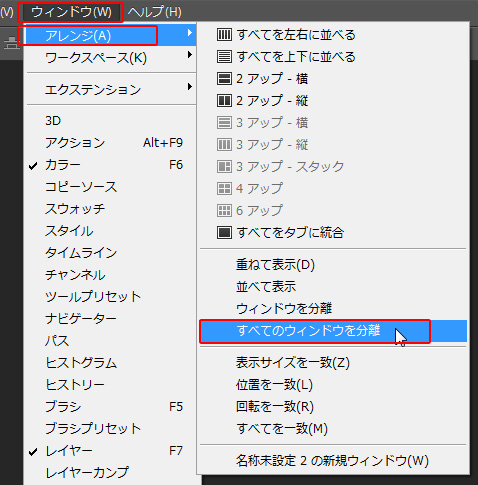 (V) ウィンドウ(W) ヘルプ(H)
アレンジ(A)
ワークスペース(K)
エクステンション
3D
アクション Alt+F9
カラー F6
コピーソース
スウォッチ
スタイル
タイムライン
チャンネル
ツールプリセット
ナビゲーター
パス
ヒストグラム
ヒストリー
ブラシ F5
ブラシプリセット
レイヤー F7
レイヤーカンプ
すべてを左右に並べる
すべてを上下に並べる
2 アップ - 横
2 アップ - 縦
3 アップ - 横
3 アップ - 縦
3 アップ - スタック
4 アップ
6 アップ
すべてをタブに統合
重ねて表示(D)
並べて表示
ウィンドウを分離
すべてのウィンドウを分離
表示サイズを一致(Z)
位置を一致(L)
回転を一致(R)
すべてを一致(M)
名称未設定 2 の新規ウィンドウ(W)